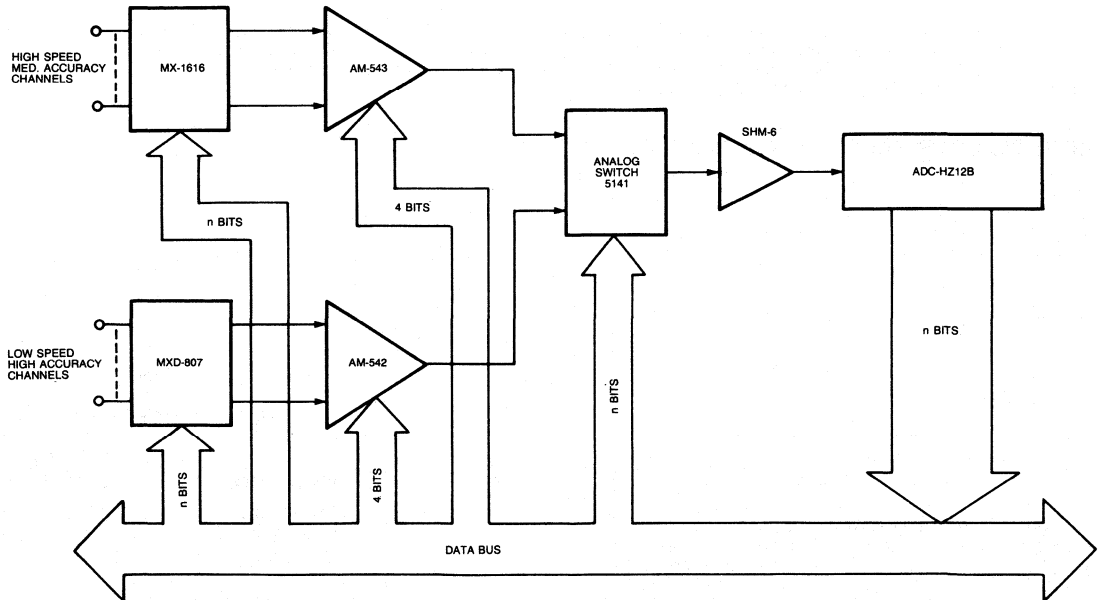 HIGH SPEED
MED. ACCURACY
CHANNELS
MX-1616
AM-543
SHM-6
ANALOG
SWITCH
5141
ADC-HZ12B
4 BITS
n BITS
n BITS
LOW SPEED
HIGH ACCURACY
CHANNELS
MXD-807
AM-542
n BITS
n BITS
4 BITS
DATA BUS